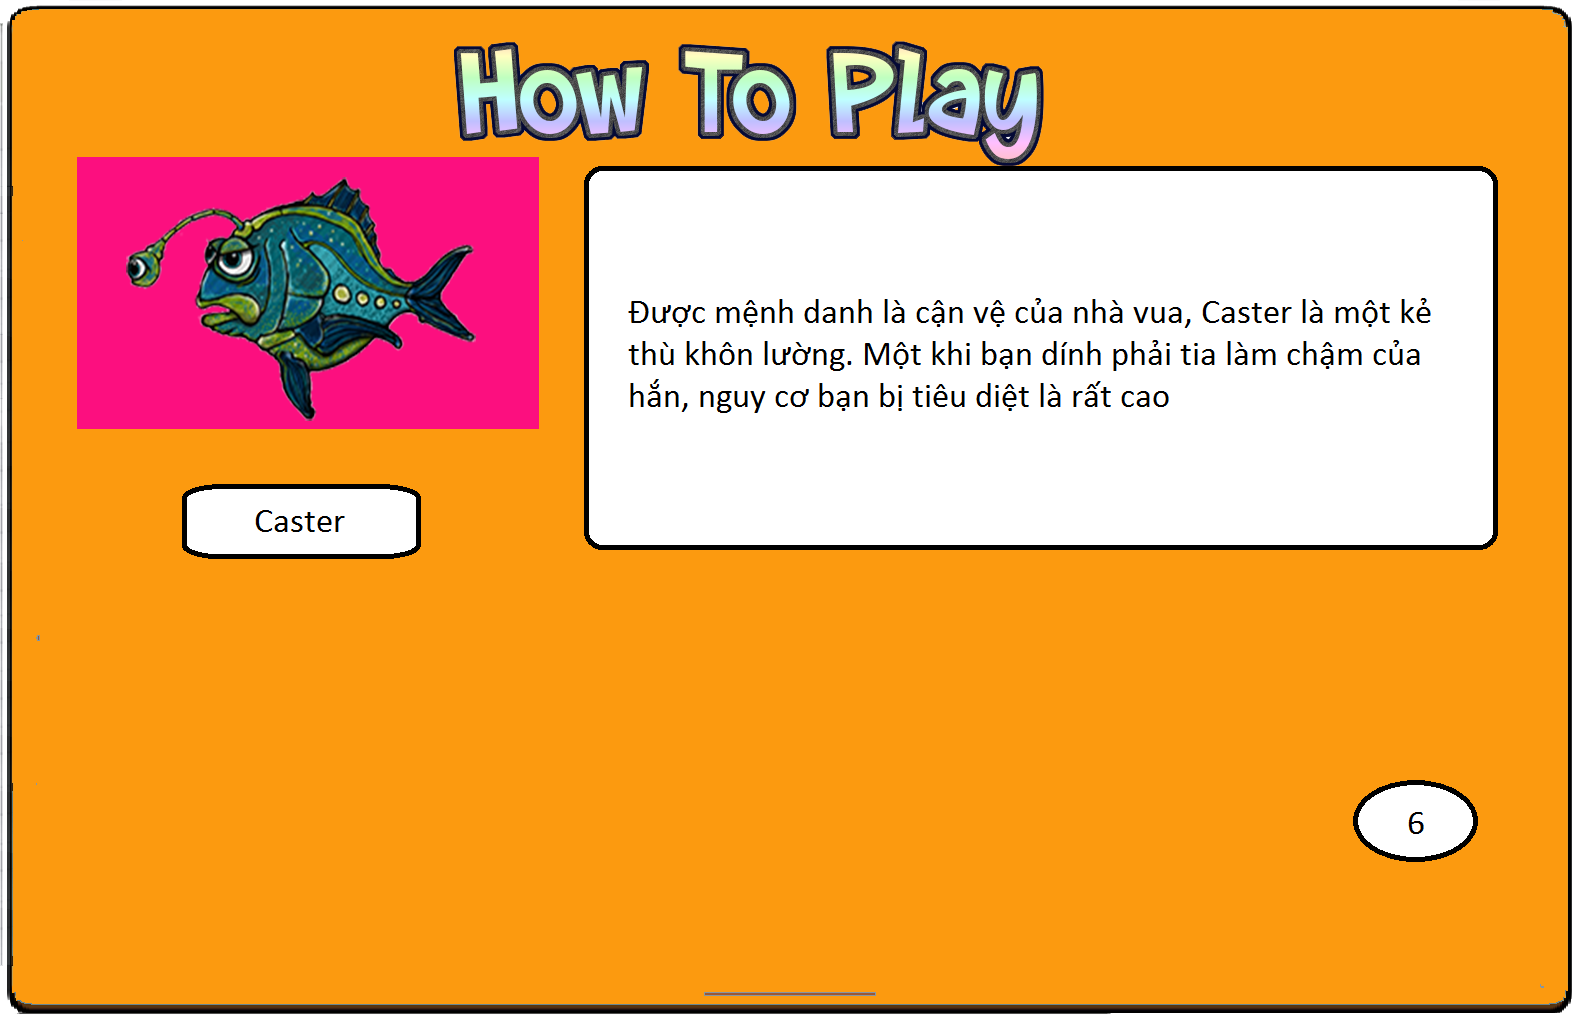 How To Play
Được mệnh danh là cận vệ của nhà vua, Caster là một kẻ
thù khôn lường. Một khi bạn dính phải tia làm chậm của
hắn, nguy cơ bạn bị tiêu diệt là rất cao
Caster
6